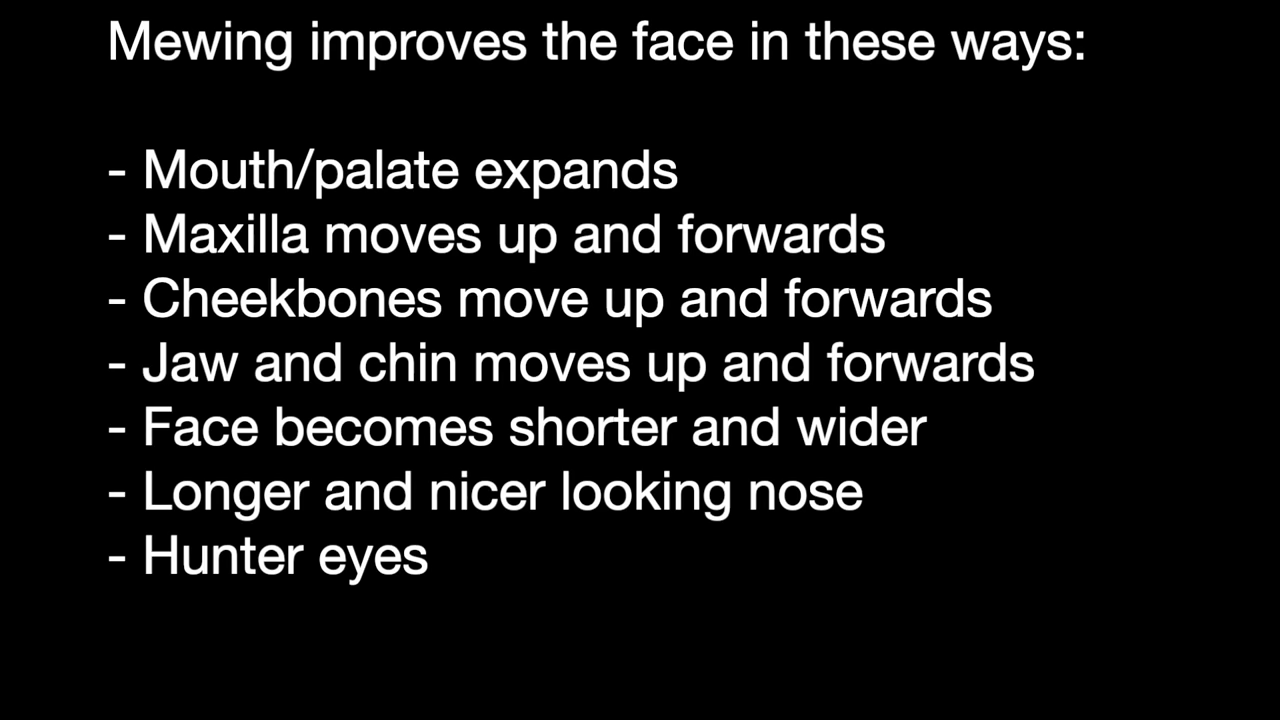 Mewing improves the face in these ways:
- Mouth/palate expands
- Maxilla moves up and forwards
- Cheekbones move up and forwards
- Jaw and chin moves up and forwards
- Face becomes shorter and wider
- Longer and nicer looking nose
- Hunter eyes